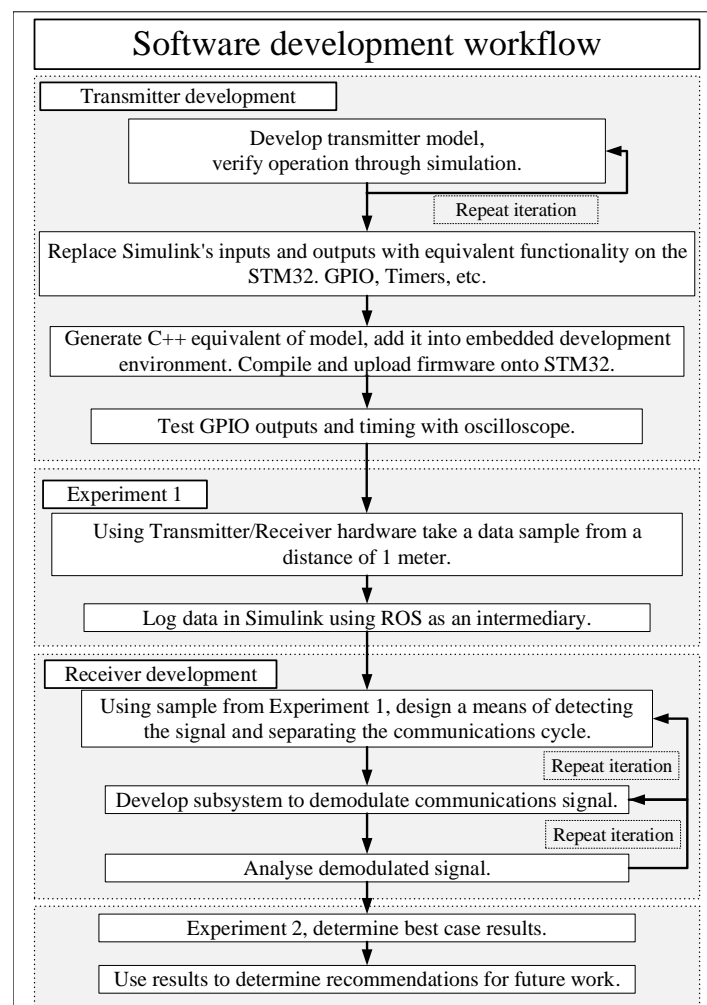 Software development workflow
Transmitter development
Develop transmitter model,
verify operation through simulation.
Repeat iteration
Replace Simulink's inputs and outputs with equivalent functionality on the
STM32. GPIO, Timers, etc.
Generate C++ equivalent of model, add it into embedded development
environment. Compile and upload firmware onto STM32.
Test GPIO outputs and timing with oscilloscope.
Experiment 1
Using Transmitter/Receiver hardware take a data sample from a
distance of 1 meter.
Log data in Simulink using ROS as an intermediary.
Receiver development
Using sample from Experiment 1, design a means of detecting
the signal and separating the communications cycle.
Repeat iteration
Develop subsystem to demodulate communications signal.
Repeat iteration
Analyse demodulated signal.
Experiment 2, determine best case results.
Use results to determine recommendations for future work.